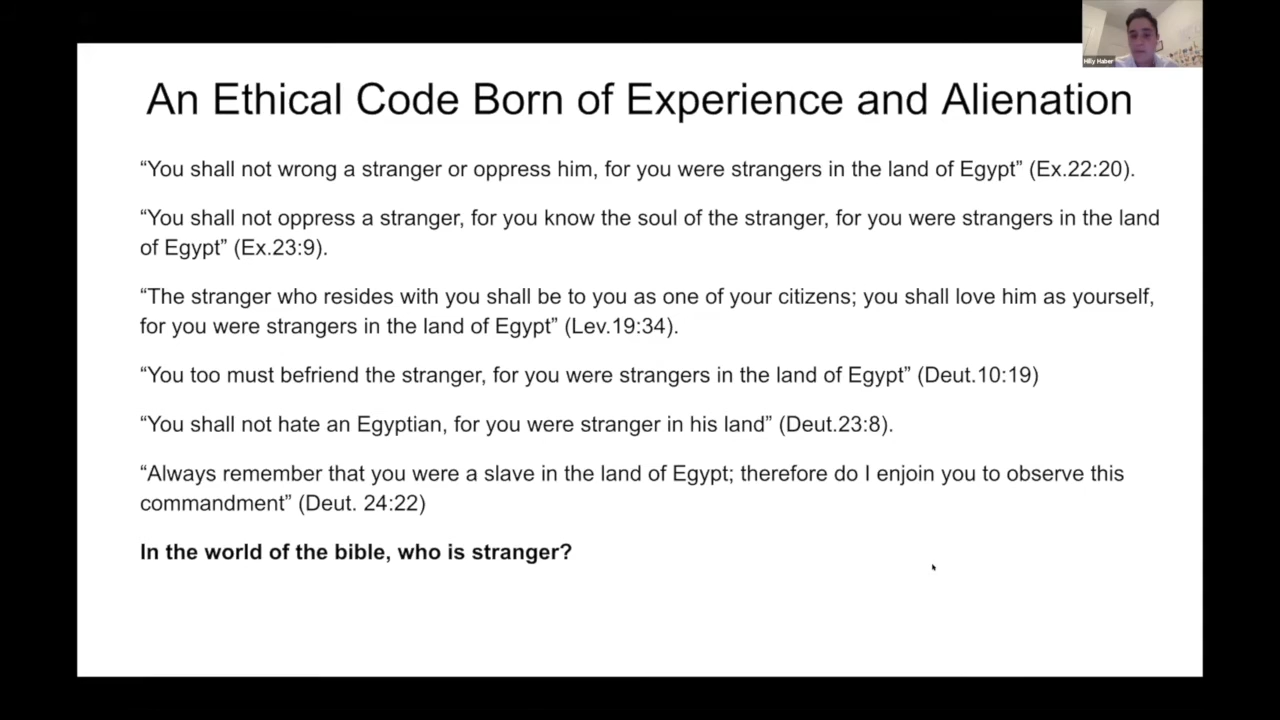 Hilly Haber
An Ethical Code Born of Experience and Alienation
“You shall not wrong a stranger or oppress him, for you were strangers in the land of Egypt” (Ex.22:20).
“You shall not oppress a stranger, for you know the soul of the stranger, for you were strangers in the land
of Egypt” (Ex.23:9).
“The stranger who resides with you shall be to you as one of your citizens; you shall love him as yourself,
for you were strangers in the land of Egypt” (Lev.19:34).
“You too must befriend the stranger, for you were strangers in the land of Egypt” (Deut.10:19)
“You shall not hate an Egyptian, for you were stranger in his land” (Deut.23:8).
“Always remember that you were a slave in the land of Egypt; therefore do I enjoin you to observe this
commandment” (Deut. 24:22)
In the world of the bible, who is stranger?